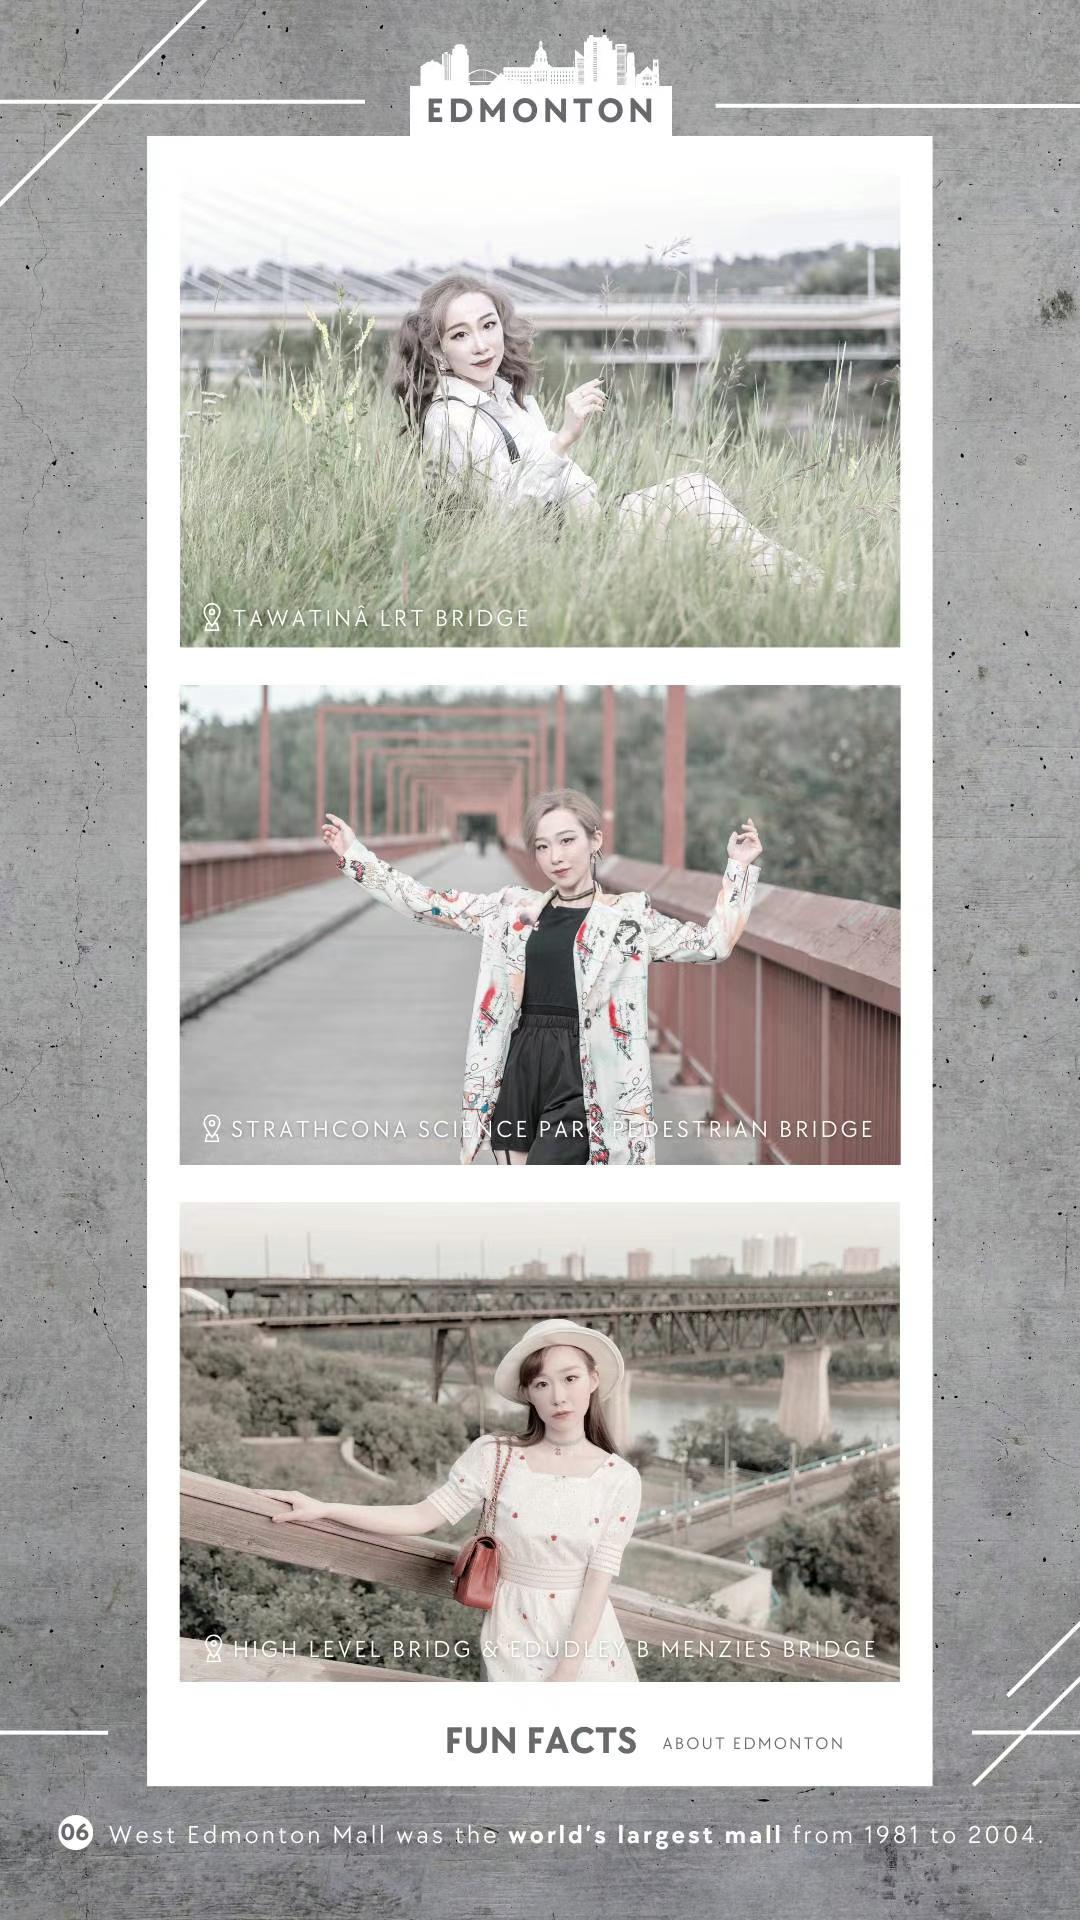 EDMONTON
TAWATINÂ LRT BRIDGE
STRATHCONA SCIENCE PARK PEDESTRIAN BRIDGE
HIGH LEVEL BRIDG & EDUDLEY B MENZIES BRIDGE
FUN FACTS ABOUT EDMONTON
06 West Edmonton Mall was the world's largest mall from 1981 to 2004.